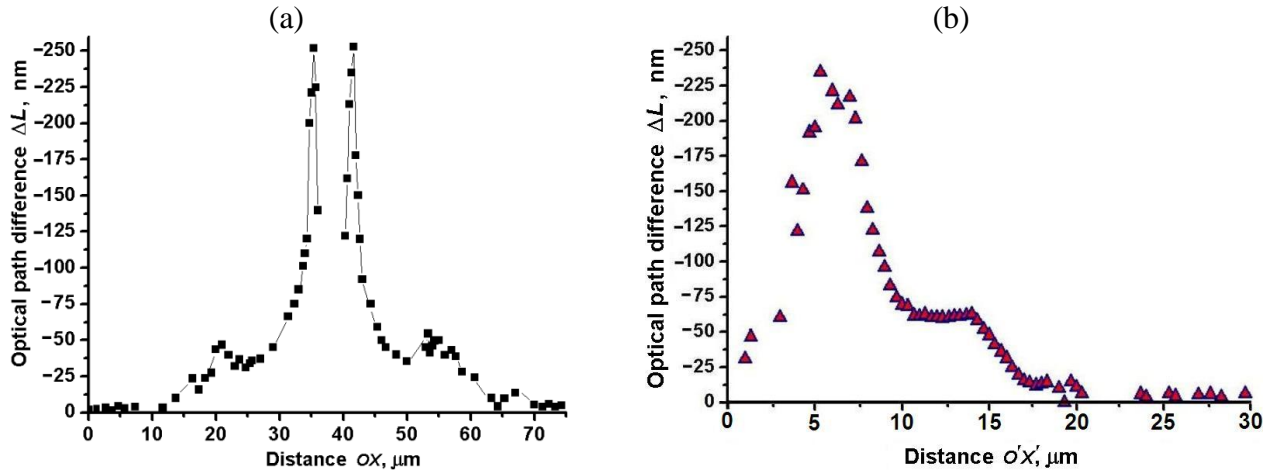 (a)
Optical path difference ΔL, nm
−250
−225
−200
−175
−150
−125
−100
−75
−50
−25
0
0 10 20 30 40 50 60 70
Distance ox, μm
(b)
Optical path difference ΔL, nm
−250
−225
−200
−175
−150
−125
−100
−75
−50
−25
0
0 5 10 15 20 25 30
Distance o'x', μm